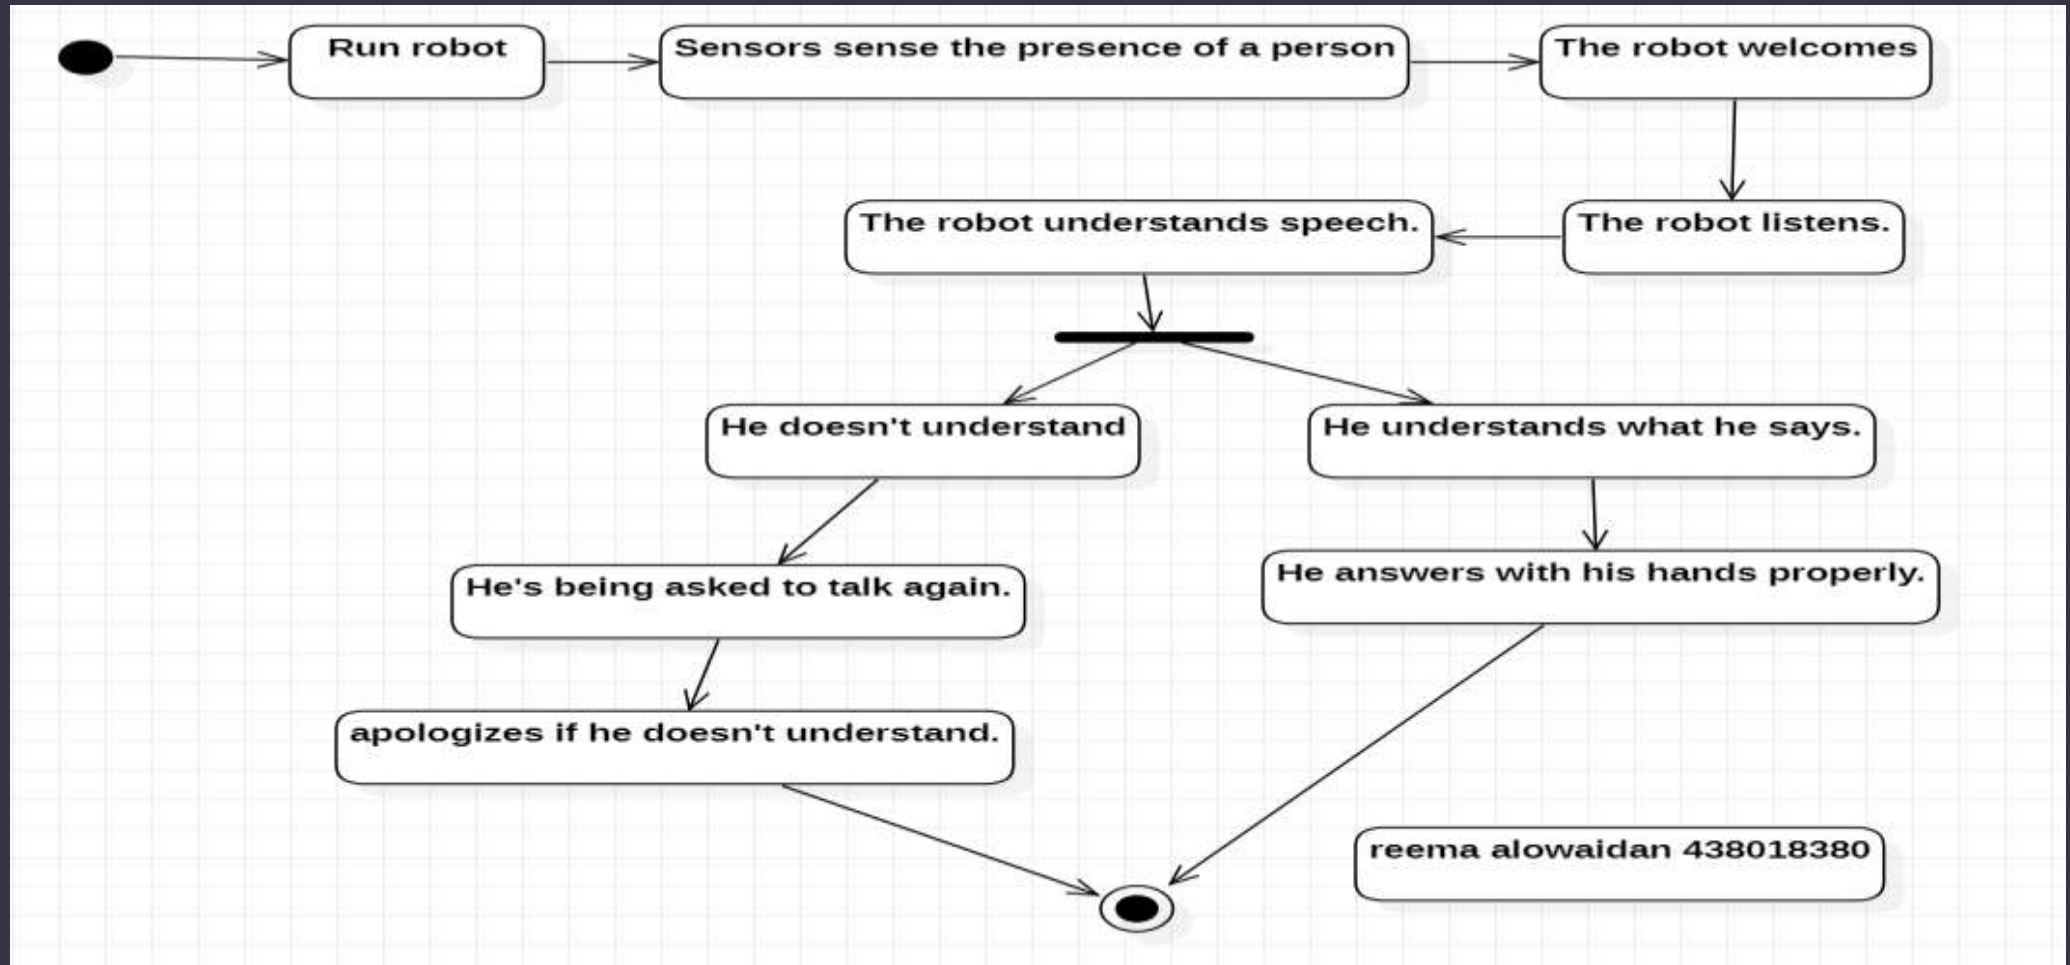 Run robot
Sensors sense the presence of a person
The robot welcomes
The robot listens.
The robot understands speech.
He doesn't understand
He understands what he says.
He's being asked to talk again.
He answers with his hands properly.
apologizes if he doesn't understand.
reema alowaidan 438018380